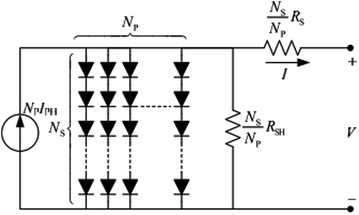 N_P
N_S/N_P R_S
I
+
N_P I_PH
N_S
N_S/N_P R_SH
V
−